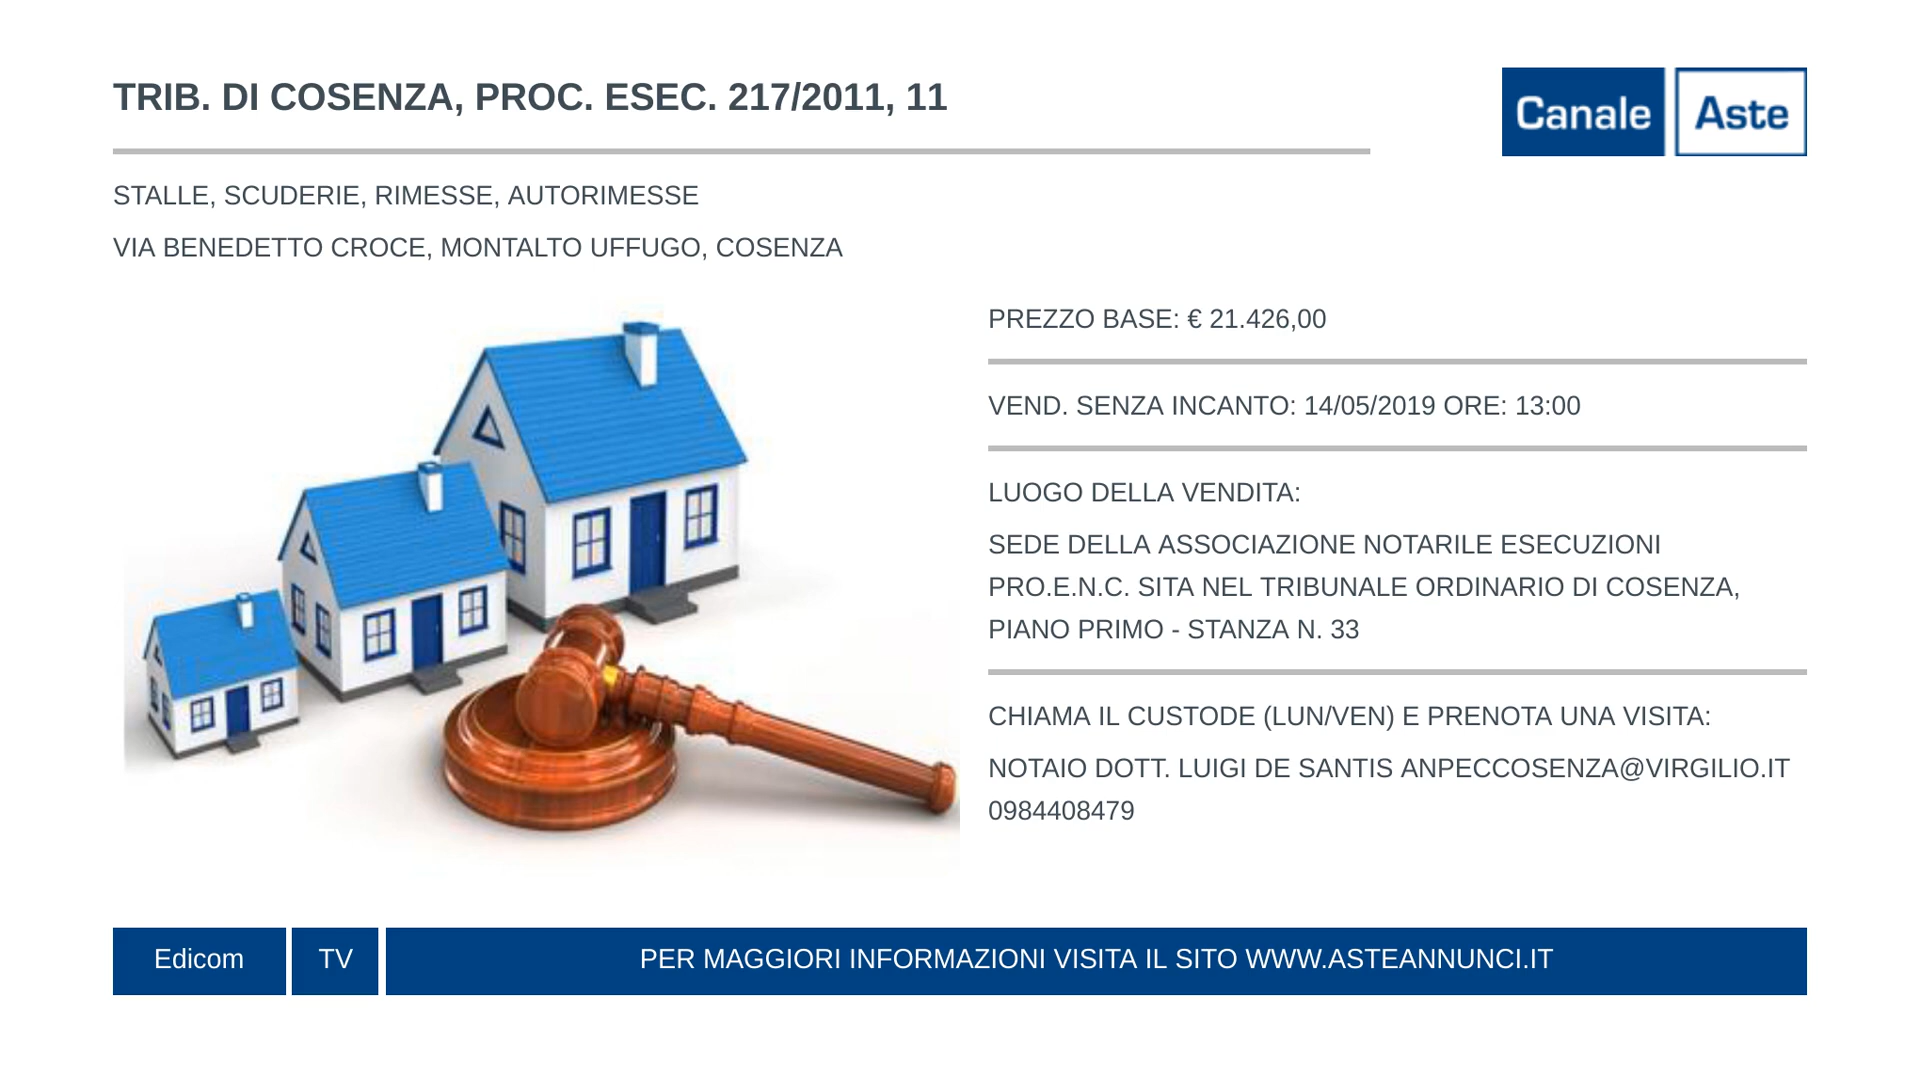 TRIB. DI COSENZA, PROC. ESEC. 217/2011, 11
Canale Aste
STALLE, SCUDERIE, RIMESSE, AUTORIMESSE
VIA BENEDETTO CROCE, MONTALTO UFFUGO, COSENZA
PREZZO BASE: € 21.426,00
VEND. SENZA INCANTO: 14/05/2019 ORE: 13:00
LUOGO DELLA VENDITA:
SEDE DELLA ASSOCIAZIONE NOTARILE ESECUZIONI
PRO.E.N.C. SITA NEL TRIBUNALE ORDINARIO DI COSENZA,
PIANO PRIMO - STANZA N. 33
CHIAMA IL CUSTODE (LUN/VEN) E PRENOTA UNA VISITA:
NOTAIO DOTT. LUIGI DE SANTIS ANPECCOSENZA@VIRGILIO.IT
0984408479
Edicom TV PER MAGGIORI INFORMAZIONI VISITA IL SITO WWW.ASTEANNUNCI.IT